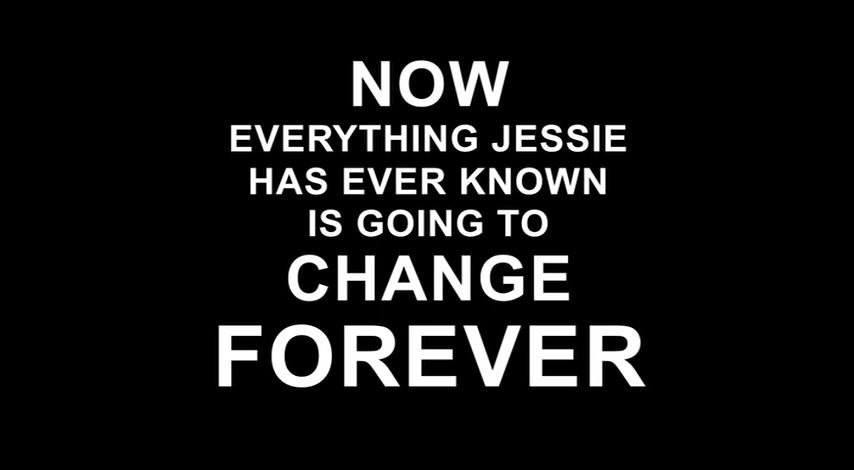 NOW
EVERYTHING JESSIE
HAS EVER KNOWN
IS GOING TO
CHANGE
FOREVER